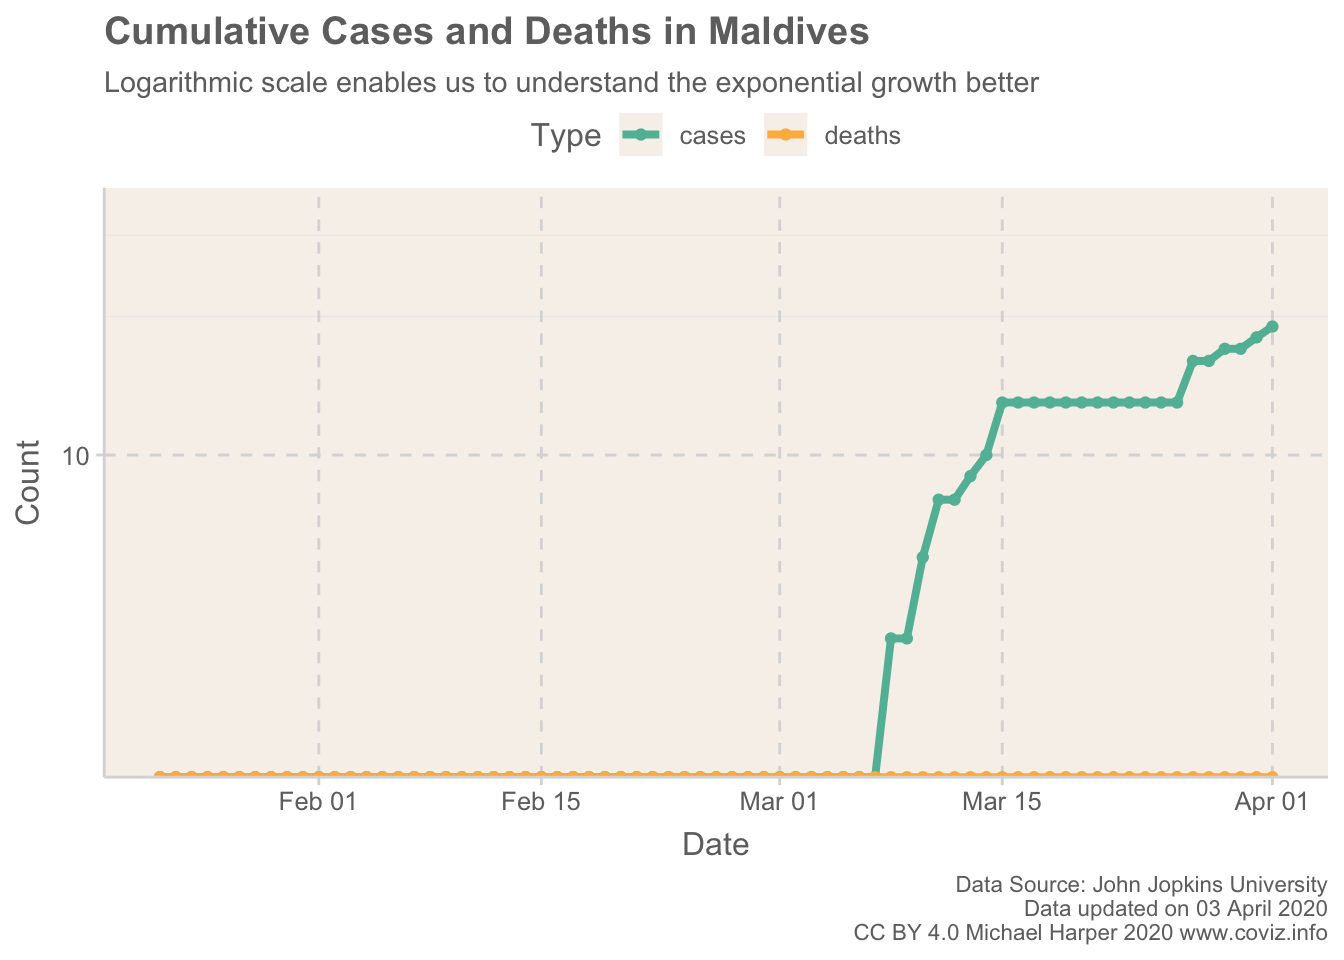 Cumulative Cases and Deaths in Maldives
Logarithmic scale enables us to understand the exponential growth better
Type cases deaths
Count
10
Feb 01 Feb 15 Mar 01 Mar 15 Apr 01
Date
Data Source: John Jopkins University
Data updated on 03 April 2020
CC BY 4.0 Michael Harper 2020 www.coviz.info